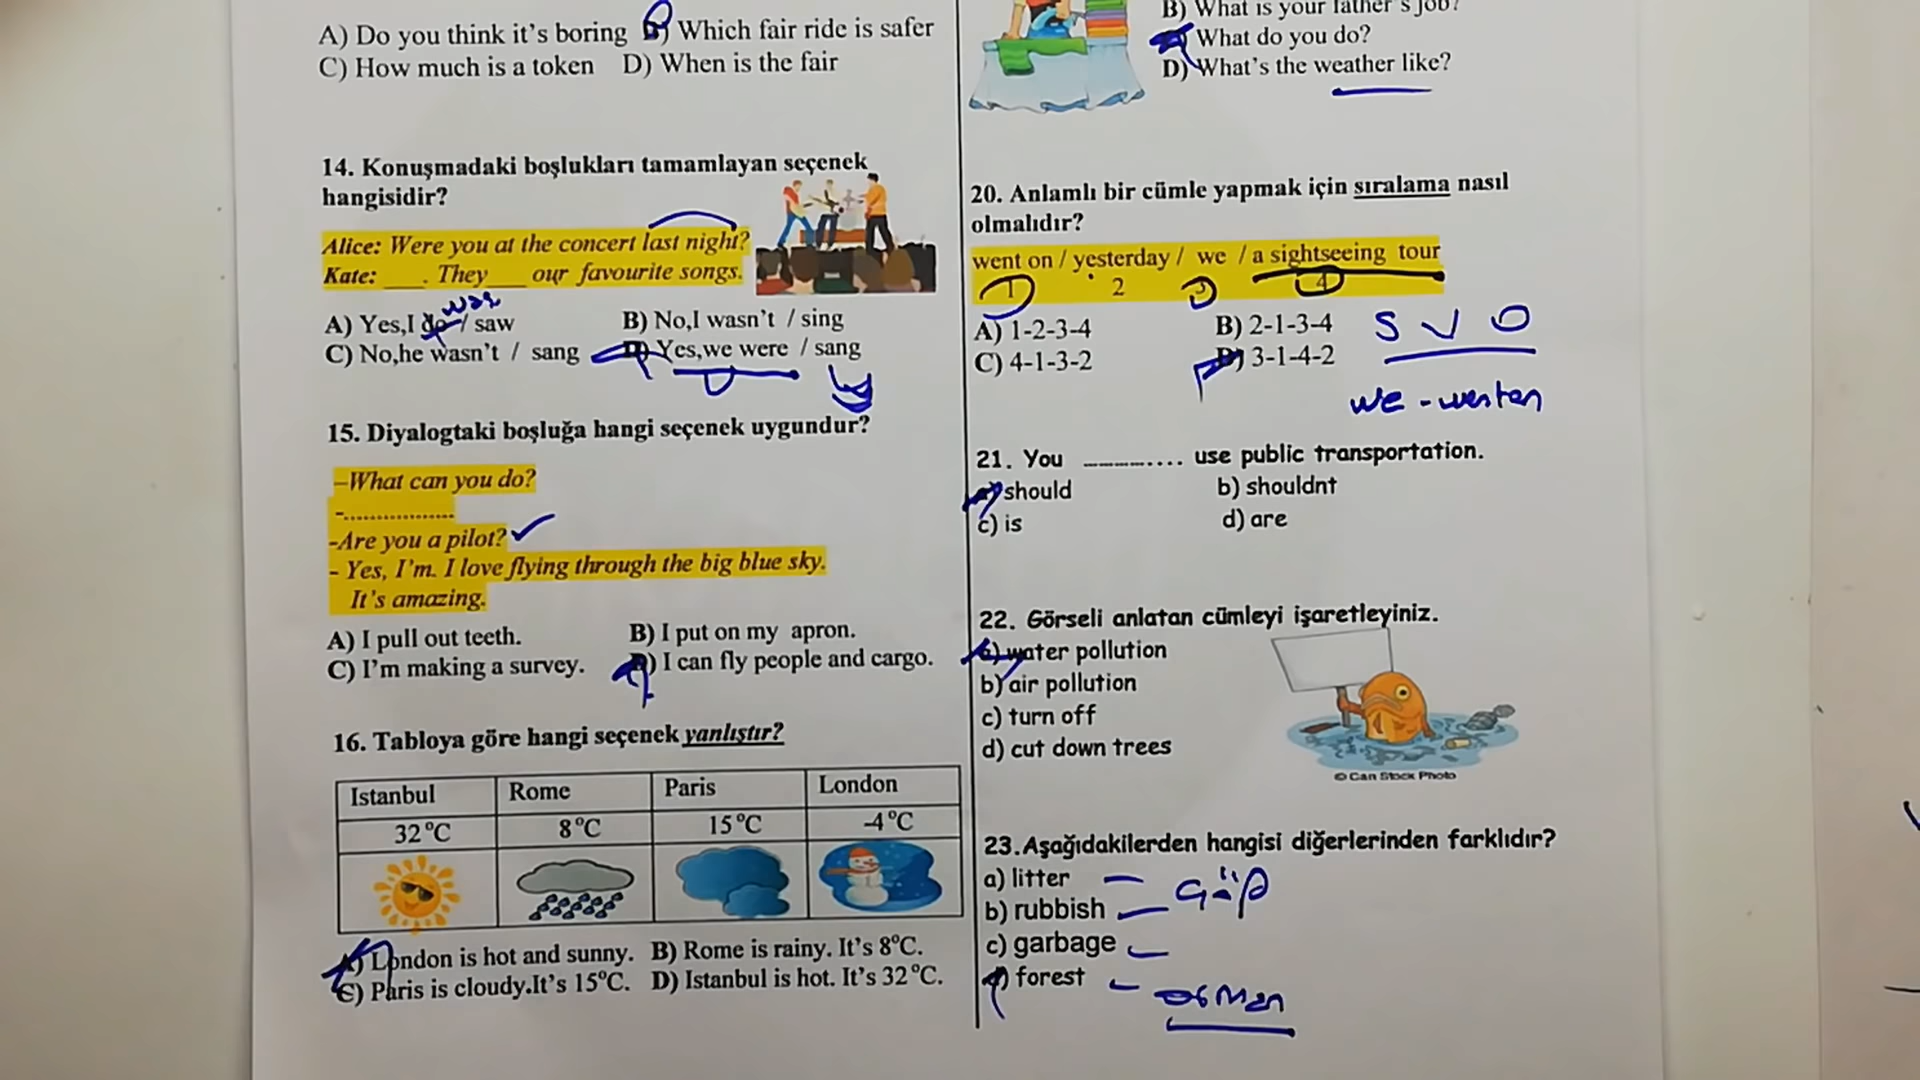 A) Do you think it's boring B) Which fair ride is safer
C) How much is a token D) When is the fair
14. Konuşmadaki boşlukları tamamlayan seçenek
hangisidir?
Alice: Were you at the concert last night?
Kate: ___. They ___ our favourite songs.
was
A) Yes,I do / saw B) No,I wasn't / sing
C) No,he wasn't / sang D) Yes,we were / sang
15. Diyalogtaki boşluğa hangi seçenek uygundur?
–What can you do?
-.................
-Are you a pilot?
- Yes, I'm. I love flying through the big blue sky.
It's amazing.
A) I pull out teeth. B) I put on my apron.
C) I'm making a survey. D) I can fly people and cargo.
16. Tabloya göre hangi seçenek yanlıştır?
Istanbul Rome Paris London
32°C 8°C 15°C -4°C
A) London is hot and sunny. B) Rome is rainy. It's 8°C.
C) Paris is cloudy.It's 15°C. D) Istanbul is hot. It's 32°C.
B) What is your father's job?
What do you do?
D) What's the weather like?
20. Anlamlı bir cümle yapmak için sıralama nasıl
olmalıdır?
went on / yesterday / we / a sightseeing tour
1 2 3 4
A) 1-2-3-4 B) 2-1-3-4
C) 4-1-3-2 D) 3-1-4-2
S V O
we - wenton
21. You ............. use public transportation.
a) should b) shouldnt
c) is d) are
22. Görseli anlatan cümleyi işaretleyiniz.
a) water pollution
b) air pollution
c) turn off
d) cut down trees
© Can Stock Photo
23.Aşağıdakilerden hangisi diğerlerinden farklıdır?
a) litter
b) rubbish
çöp
c) garbage
d) forest
orman